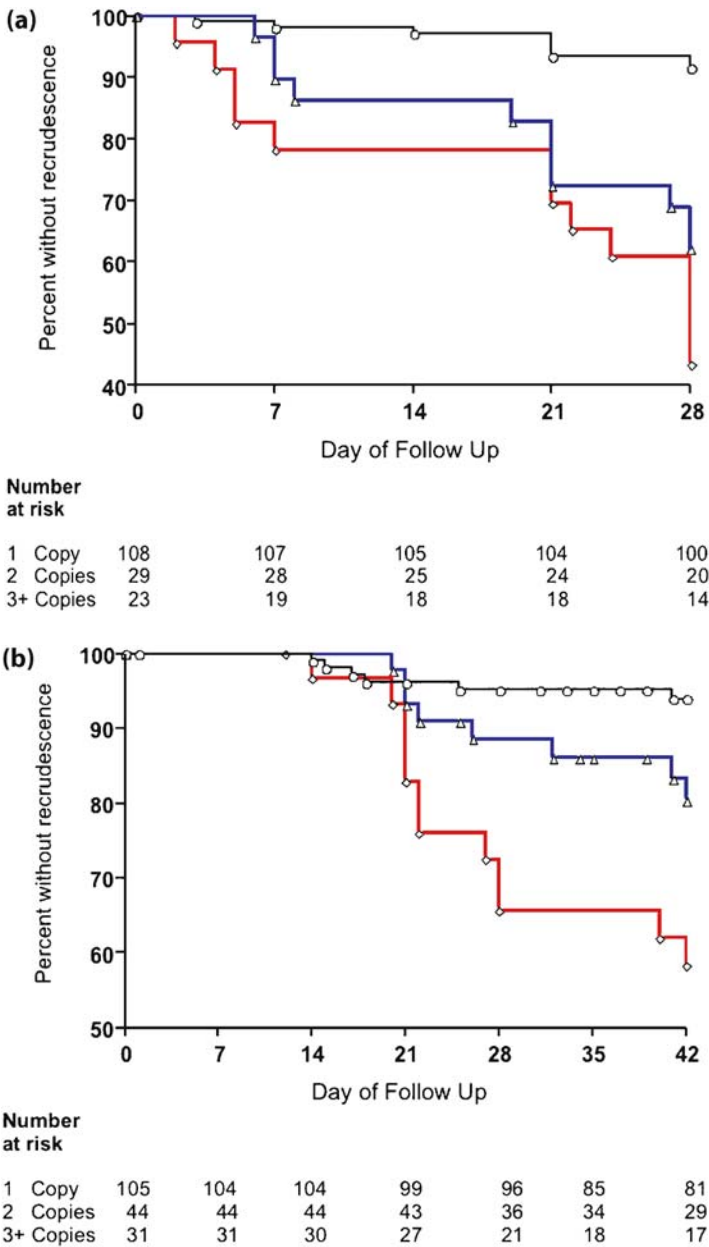 (a)
Percent without recrudescence
100
90
80
70
60
50
40
0 7 14 21 28
Day of Follow Up
Number
at risk
1 Copy 108 107 105 104 100
2 Copies 29 28 25 24 20
3+ Copies 23 19 18 18 14
(b)
Percent without recrudescence
100
90
80
70
60
50
0 7 14 21 28 35 42
Day of Follow Up
Number
at risk
1 Copy 105 104 104 99 96 85 81
2 Copies 44 44 44 43 36 34 29
3+ Copies 31 31 30 27 21 18 17